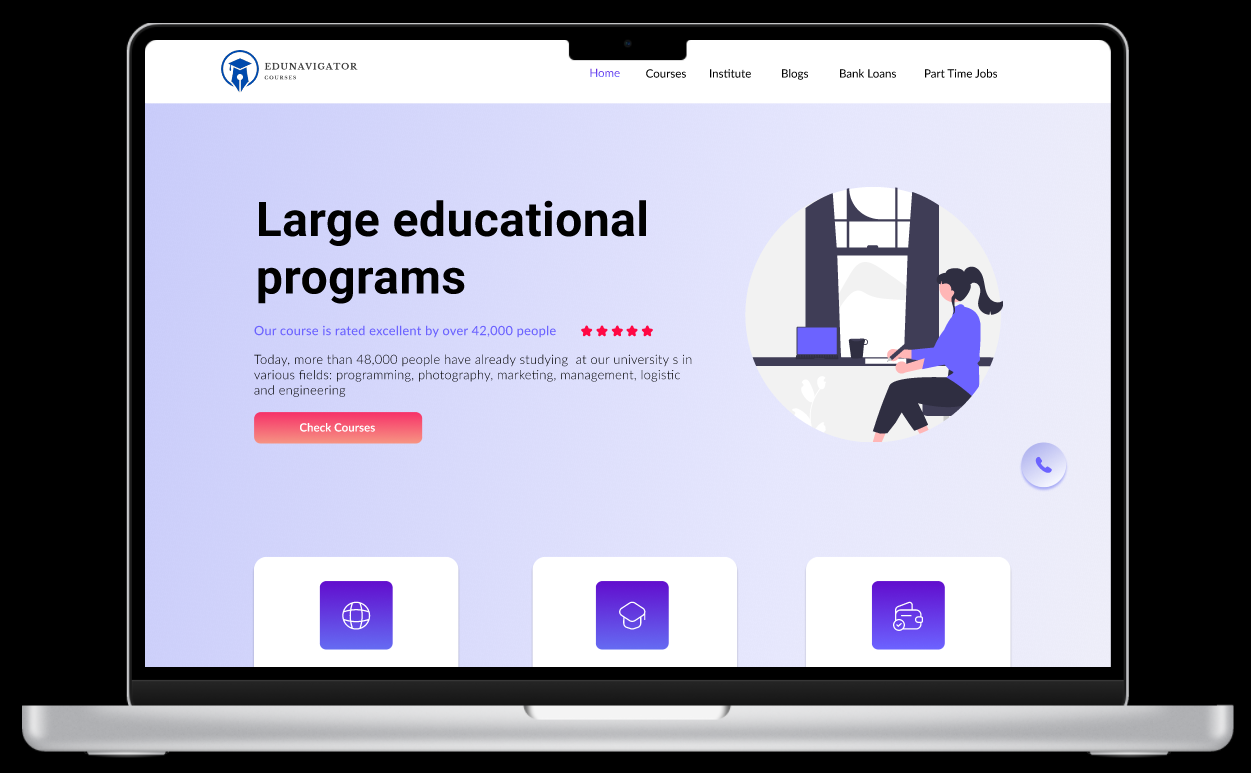 EDUNAVIGATOR
COURSES
Home Courses Institute Blogs Bank Loans Part Time Jobs
Large educational
programs
Our course is rated excellent by over 42,000 people
Today, more than 48,000 people have already studying at our university s in
various fields: programming, photography, marketing, management, logistic
and engineering
Check Courses